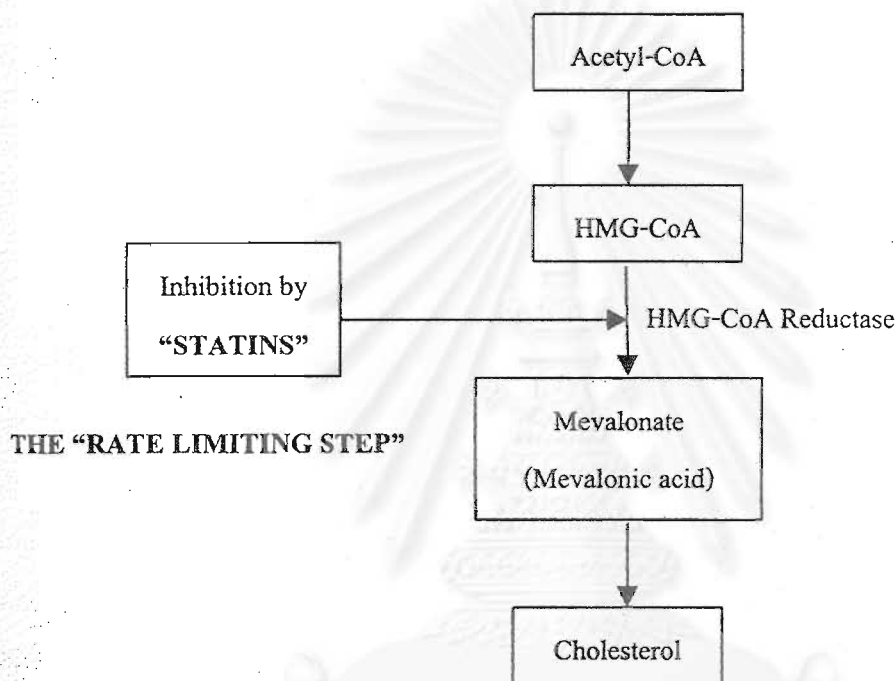 Acetyl-CoA
HMG-CoA
Inhibition by
“STATINS”
HMG-CoA Reductase
THE “RATE LIMITING STEP”
Mevalonate
(Mevalonic acid)
Cholesterol